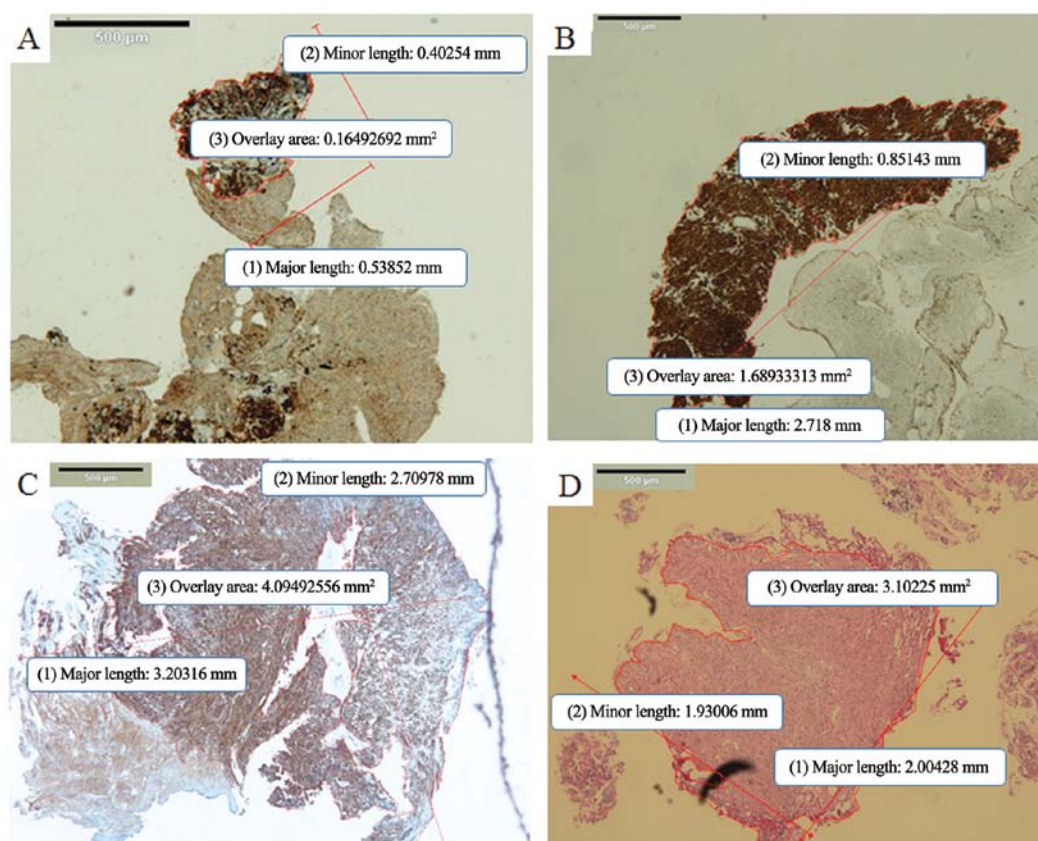 A
500 µm
(2) Minor length: 0.40254 mm
(3) Overlay area: 0.16492692 mm²
(1) Major length: 0.53852 mm
B
500 µm
(2) Minor length: 0.85143 mm
(3) Overlay area: 1.68933313 mm²
(1) Major length: 2.718 mm
C
500 µm
(2) Minor length: 2.70978 mm
(3) Overlay area: 4.09492556 mm²
(1) Major length: 3.20316 mm
D
500 µm
(3) Overlay area: 3.10225 mm²
(2) Minor length: 1.93006 mm
(1) Major length: 2.00428 mm